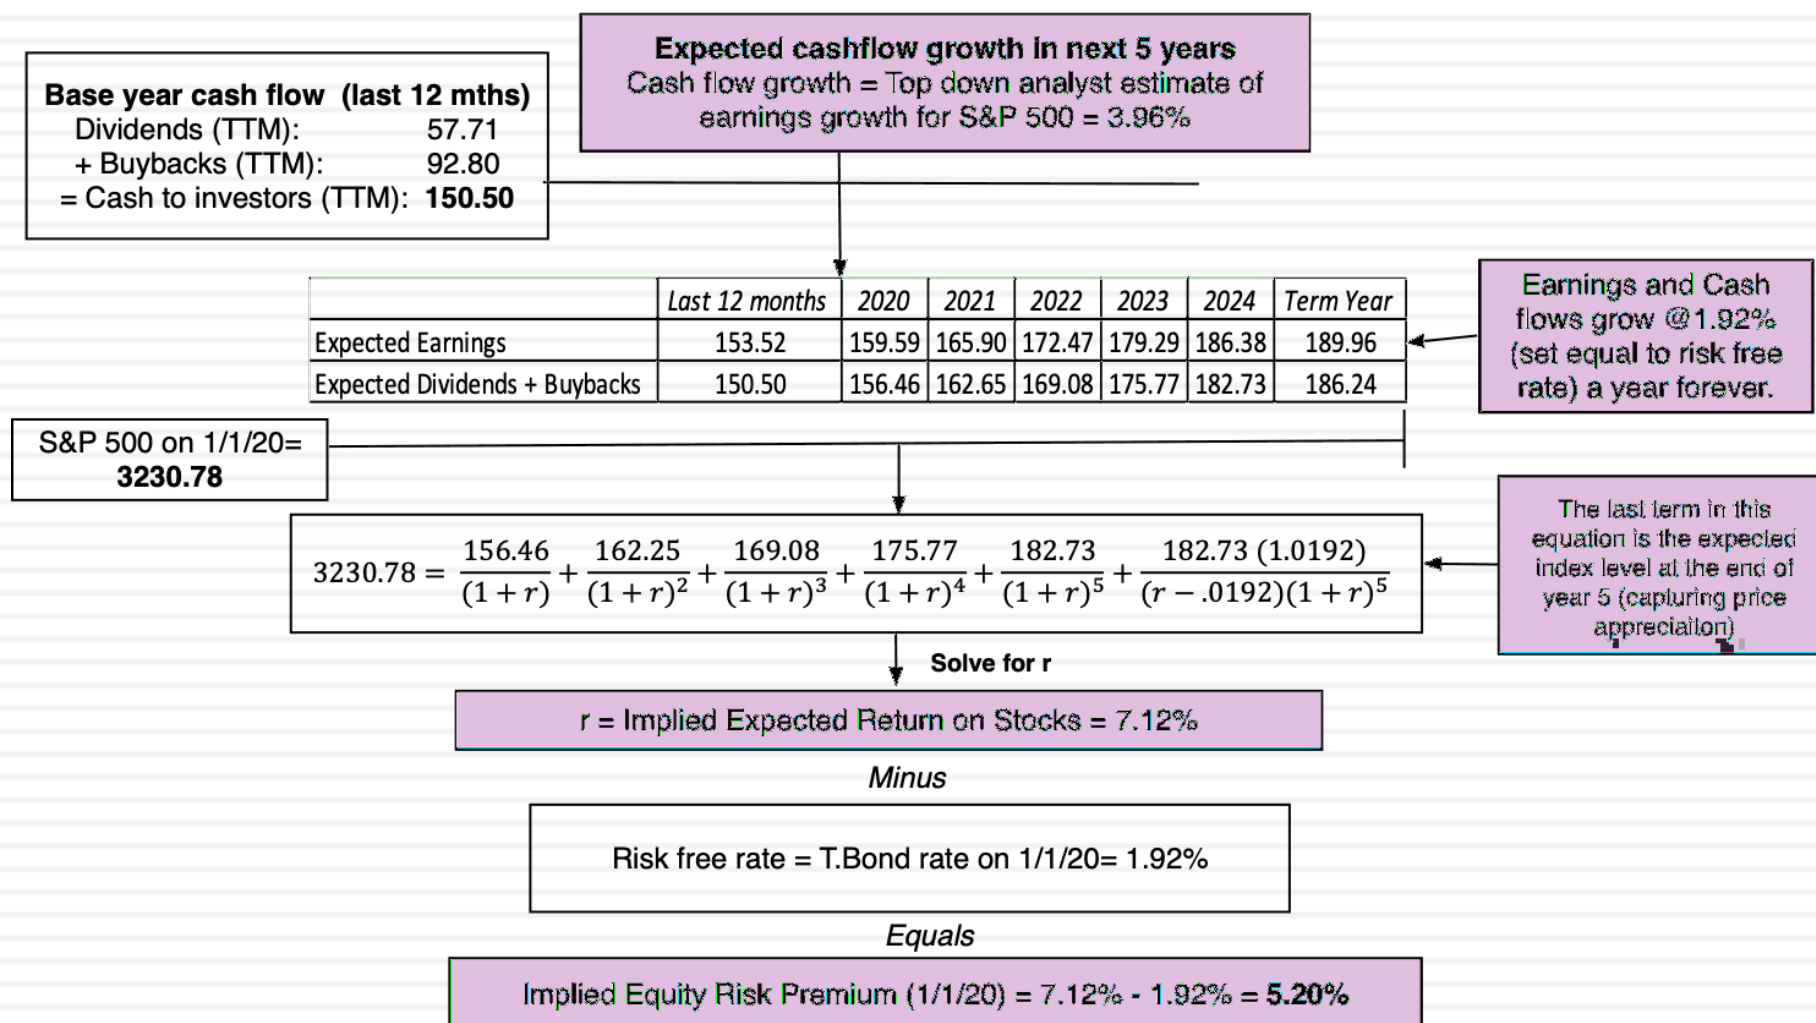 Expected cashflow growth in next 5 years
Cash flow growth = Top down analyst estimate of
earnings growth for S&P 500 = 3.96%
Base year cash flow (last 12 mths)
Dividends (TTM): 57.71
+ Buybacks (TTM): 92.80
= Cash to investors (TTM): 150.50
Last 12 months 2020 2021 2022 2023 2024 Term Year
Expected Earnings 153.52 159.59 165.90 172.47 179.29 186.38 189.96
Expected Dividends + Buybacks 150.50 156.46 162.65 169.08 175.77 182.73 186.24
Earnings and Cash
flows grow @1.92%
(set equal to risk free
rate) a year forever.
S&P 500 on 1/1/20=
3230.78
3230.78 = 156.46/(1 + r) + 162.25/(1 + r)² + 169.08/(1 + r)³ + 175.77/(1 + r)⁴ + 182.73/(1 + r)⁵ + 182.73 (1.0192)/(r − .0192)(1 + r)⁵
The last term in this
equation is the expected
index level at the end of
year 5 (capturing price
appreciation)
Solve for r
r = Implied Expected Return on Stocks = 7.12%
Minus
Risk free rate = T.Bond rate on 1/1/20= 1.92%
Equals
Implied Equity Risk Premium (1/1/20) = 7.12% - 1.92% = 5.20%